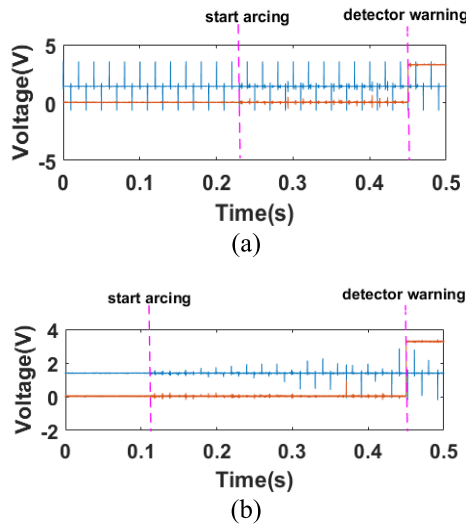 start arcing
detector warning
5
0
-5
Voltage(V)
0
0.1
0.2
0.3
0.4
0.5
Time(s)
(a)
start arcing
detector warning
4
2
0
-2
Voltage(V)
0
0.1
0.2
0.3
0.4
0.5
Time(s)
(b)